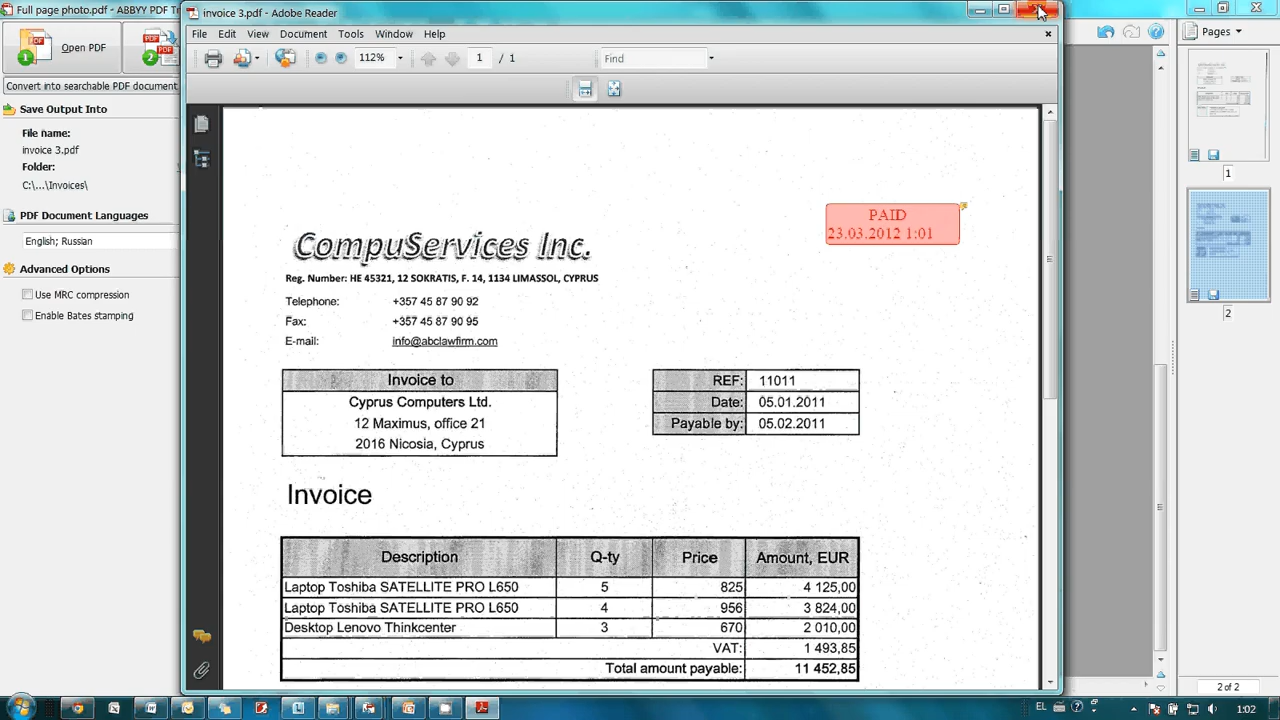 Full page photo.pdf - ABBYY PDF Tr
invoice 3.pdf - Adobe Reader
File Edit View Document Tools Window Help
Open PDF
Pages
112%
1 / 1
Find
Convert into searchable PDF document
Save Output Into
File name:
invoice 3.pdf
Folder:
C:\...\Invoices\
PDF Document Languages
English; Russian
Advanced Options
Use MRC compression
Enable Bates stamping
PAID
23.03.2012 1:01
CompuServices Inc.
Reg. Number: HE 45321, 12 SOKRATIS, F. 14, 1134 LIMASSOL, CYPRUS
Telephone: +357 45 87 90 92
Fax: +357 45 87 90 95
E-mail: info@abclawfirm.com
Invoice to
Cyprus Computers Ltd.
12 Maximus, office 21
2016 Nicosia, Cyprus
REF: 11011
Date: 05.01.2011
Payable by: 05.02.2011
Invoice
Description Q-ty Price Amount, EUR
Laptop Toshiba SATELLITE PRO L650 5 825 4 125,00
Laptop Toshiba SATELLITE PRO L650 4 956 3 824,00
Desktop Lenovo Thinkcenter 3 670 2 010,00
VAT: 1 493,85
Total amount payable: 11 452,85
1
2
2 of 2
EL
1:02